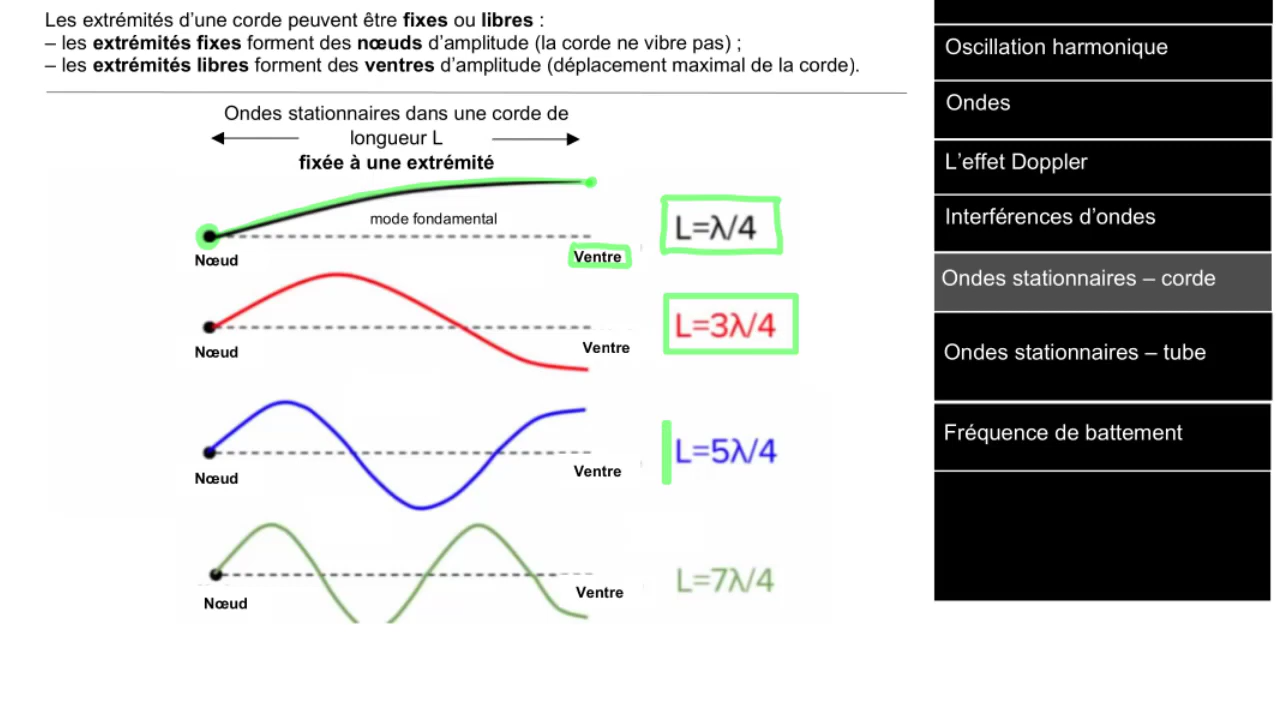 Les extrémités d’une corde peuvent être fixes ou libres :
– les extrémités fixes forment des nœuds d’amplitude (la corde ne vibre pas) ;
– les extrémités libres forment des ventres d’amplitude (déplacement maximal de la corde).
Ondes stationnaires dans une corde de
longueur L
fixée à une extrémité
mode fondamental
Nœud
Ventre
L=λ/4
Nœud
Ventre
L=3λ/4
Nœud
Ventre
L=5λ/4
Nœud
Ventre
L=7λ/4
Oscillation harmonique
Ondes
L’effet Doppler
Interférences d’ondes
Ondes stationnaires – corde
Ondes stationnaires – tube
Fréquence de battement